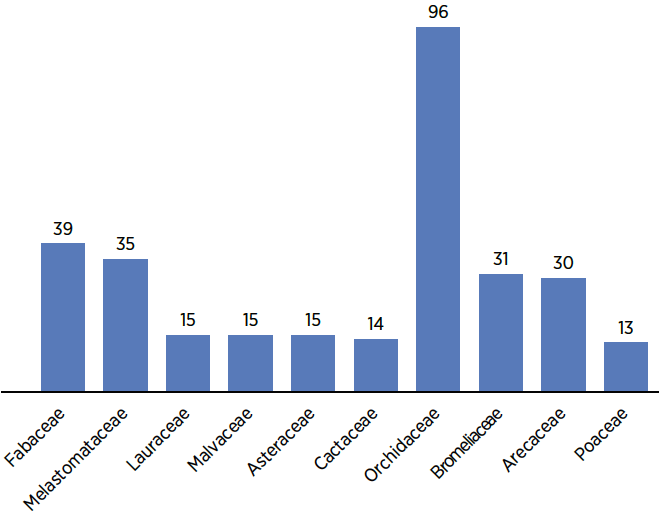 96
39
35
15
15
15
14
31
30
13
Fabaceae
Melastomataceae
Lauraceae
Malvaceae
Asteraceae
Cactaceae
Orchidaceae
Bromeliaceae
Arecaceae
Poaceae